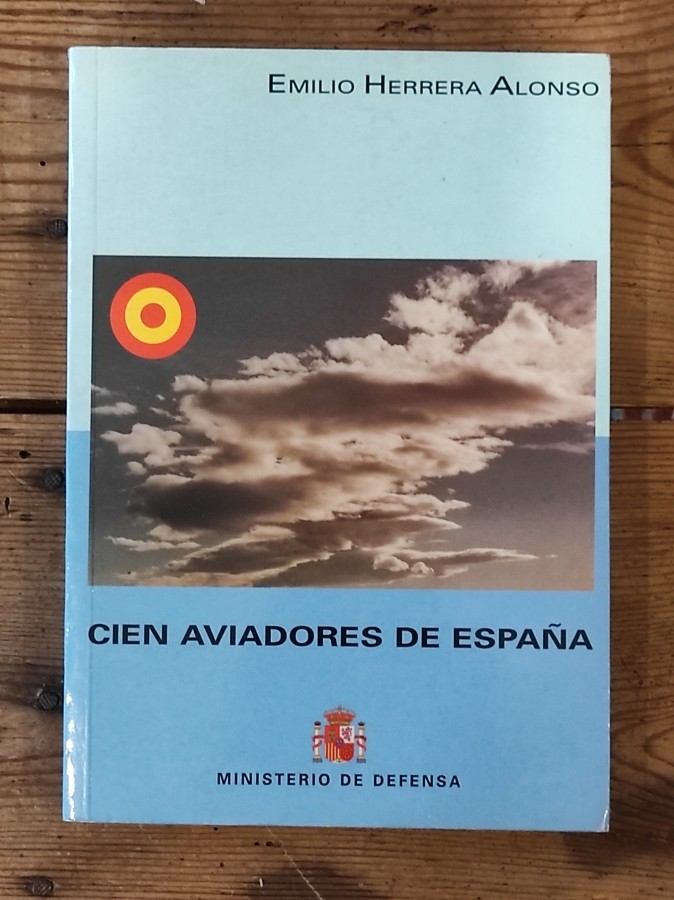 EMILIO HERRERA ALONSO
CIEN AVIADORES DE ESPAÑA
MINISTERIO DE DEFENSA